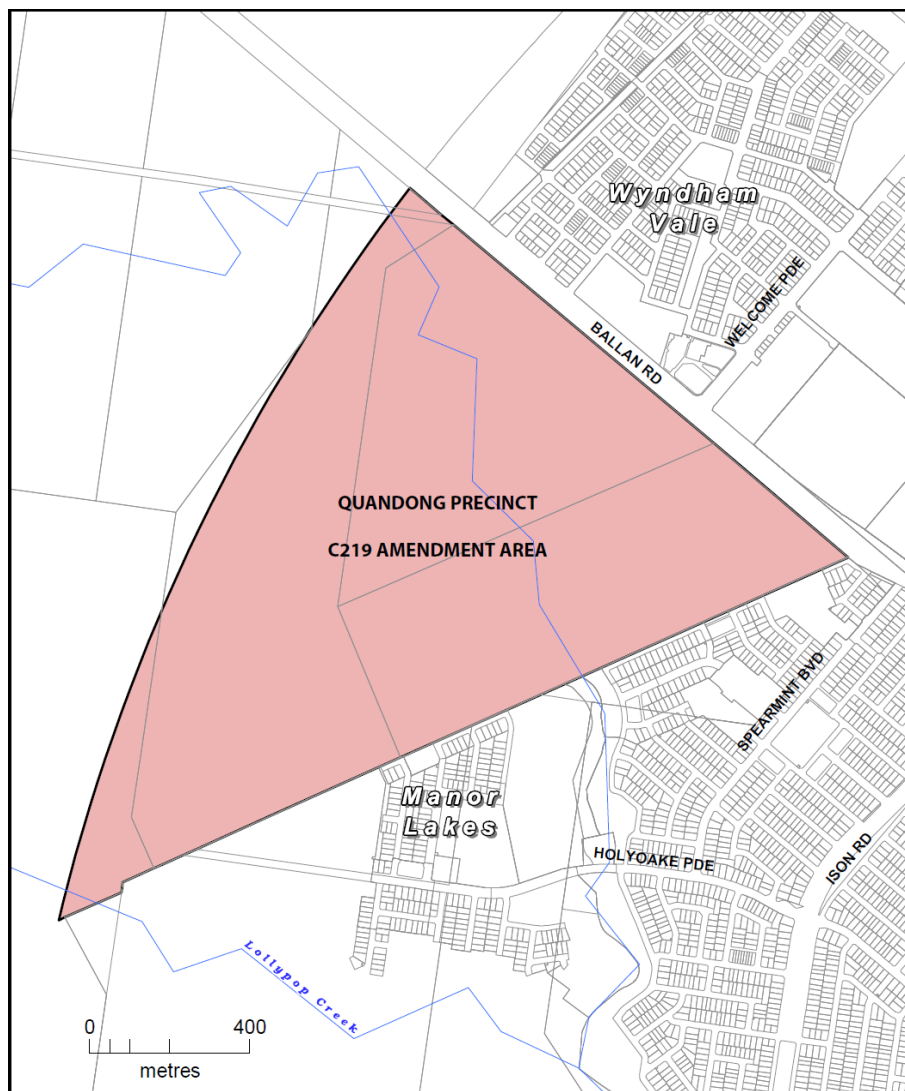 Wyndham
Vale
WELCOME PDE
BALLAN RD
QUANDONG PRECINCT
C219 AMENDMENT AREA
SPEARMINT BVD
Manor
Lakes
HOLYOAKE PDE
ISON RD
Lollypop Creek
0 400
metres